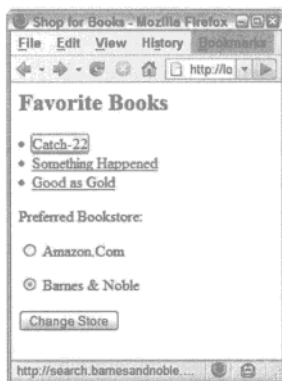 Shop for Books - Mozilla Firefox
File Edit View History Bookmarks
http://lo
Favorite Books
• Catch-22
• Something Happened
• Good as Gold
Preferred Bookstore:
Amazon.Com
Barnes & Noble
Change Store
http://search.barnesandnoble....